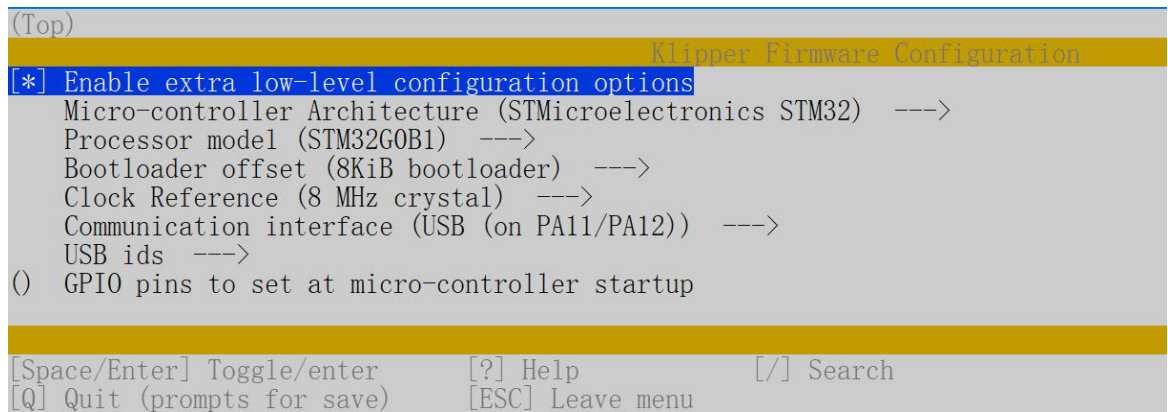 (Top)
Klipper Firmware Configuration
[*] Enable extra low-level configuration options
Micro-controller Architecture (STMicroelectronics STM32) --->
Processor model (STM32G0B1) --->
Bootloader offset (8KiB bootloader) --->
Clock Reference (8 MHz crystal) --->
Communication interface (USB (on PA11/PA12)) --->
USB ids --->
() GPIO pins to set at micro-controller startup
[Space/Enter] Toggle/enter [?] Help [/] Search
[Q] Quit (prompts for save) [ESC] Leave menu